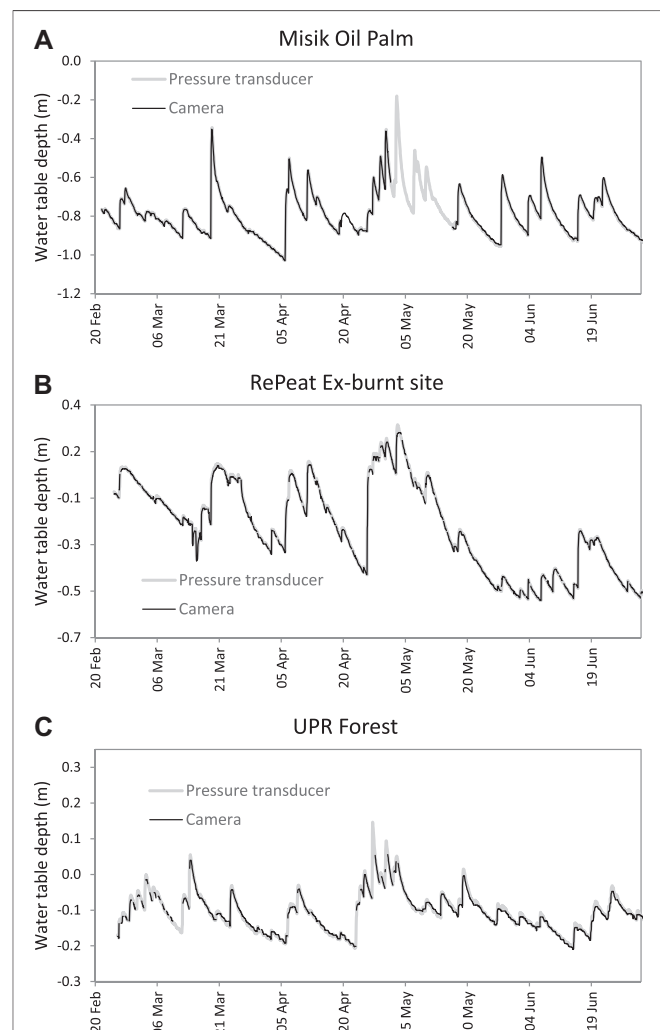 A
Misik Oil Palm
Water table depth (m)
0.0
-0.2
-0.4
-0.6
-0.8
-1.0
-1.2
Pressure transducer
Camera
20 Feb
06 Mar
21 Mar
05 Apr
20 Apr
05 May
20 May
04 Jun
19 Jun
B
RePeat Ex-burnt site
Water table depth (m)
0.4
0.2
-0.1
-0.3
-0.5
-0.7
Pressure transducer
Camera
20 Feb
06 Mar
21 Mar
05 Apr
20 Apr
05 May
20 May
04 Jun
19 Jun
C
UPR Forest
Water table depth (m)
0.3
0.2
0.1
0.0
-0.1
-0.2
-0.3
Pressure transducer
Camera
20 Feb
06 Mar
21 Mar
05 Apr
20 Apr
5 May
0 May
04 Jun
19 Jun